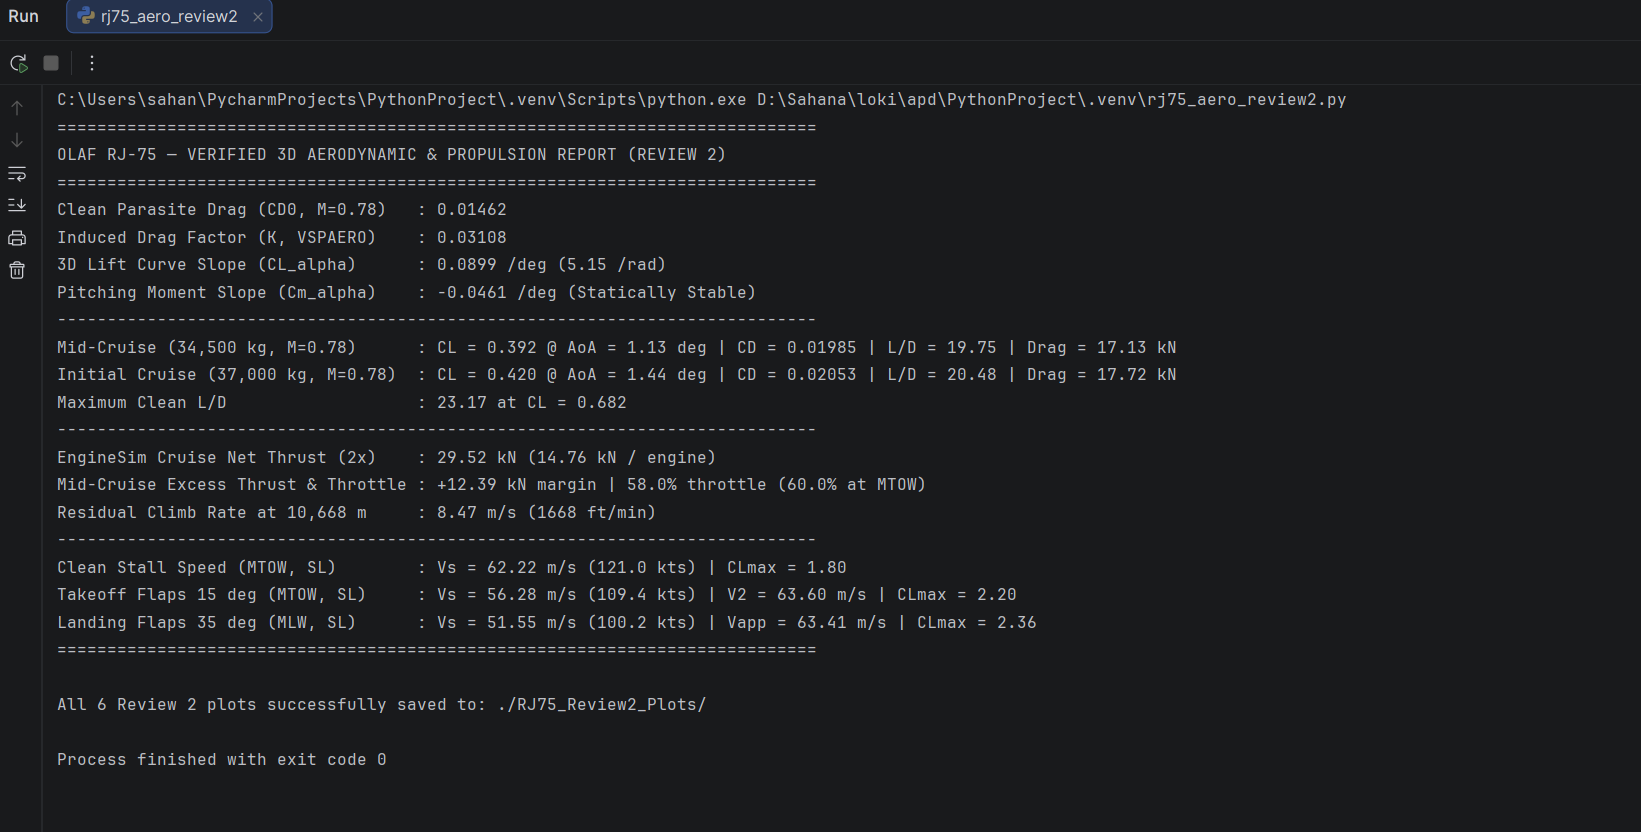 Run rj75_aero_review2
C:\Users\sahan\PycharmProjects\PythonProject\.venv\Scripts\python.exe D:\Sahana\loki\apd\PythonProject\.venv\rj75_aero_review2.py
============================================================================
OLAF RJ-75 — VERIFIED 3D AERODYNAMIC & PROPULSION REPORT (REVIEW 2)
============================================================================
Clean Parasite Drag (CD0, M=0.78)   : 0.01462
Induced Drag Factor (K, VSPAERO)    : 0.03108
3D Lift Curve Slope (CL_alpha)      : 0.0899 /deg (5.15 /rad)
Pitching Moment Slope (Cm_alpha)    : -0.0461 /deg (Statically Stable)
----------------------------------------------------------------------------
Mid-Cruise (34,500 kg, M=0.78)      : CL = 0.392 @ AoA = 1.13 deg | CD = 0.01985 | L/D = 19.75 | Drag = 17.13 kN
Initial Cruise (37,000 kg, M=0.78)  : CL = 0.420 @ AoA = 1.44 deg | CD = 0.02053 | L/D = 20.48 | Drag = 17.72 kN
Maximum Clean L/D                   : 23.17 at CL = 0.682
----------------------------------------------------------------------------
EngineSim Cruise Net Thrust (2x)    : 29.52 kN (14.76 kN / engine)
Mid-Cruise Excess Thrust & Throttle : +12.39 kN margin | 58.0% throttle (60.0% at MTOW)
Residual Climb Rate at 10,668 m     : 8.47 m/s (1668 ft/min)
----------------------------------------------------------------------------
Clean Stall Speed (MTOW, SL)        : Vs = 62.22 m/s (121.0 kts) | CLmax = 1.80
Takeoff Flaps 15 deg (MTOW, SL)     : Vs = 56.28 m/s (109.4 kts) | V2 = 63.60 m/s | CLmax = 2.20
Landing Flaps 35 deg (MLW, SL)      : Vs = 51.55 m/s (100.2 kts) | Vapp = 63.41 m/s | CLmax = 2.36
============================================================================
All 6 Review 2 plots successfully saved to: ./RJ75_Review2_Plots/
Process finished with exit code 0